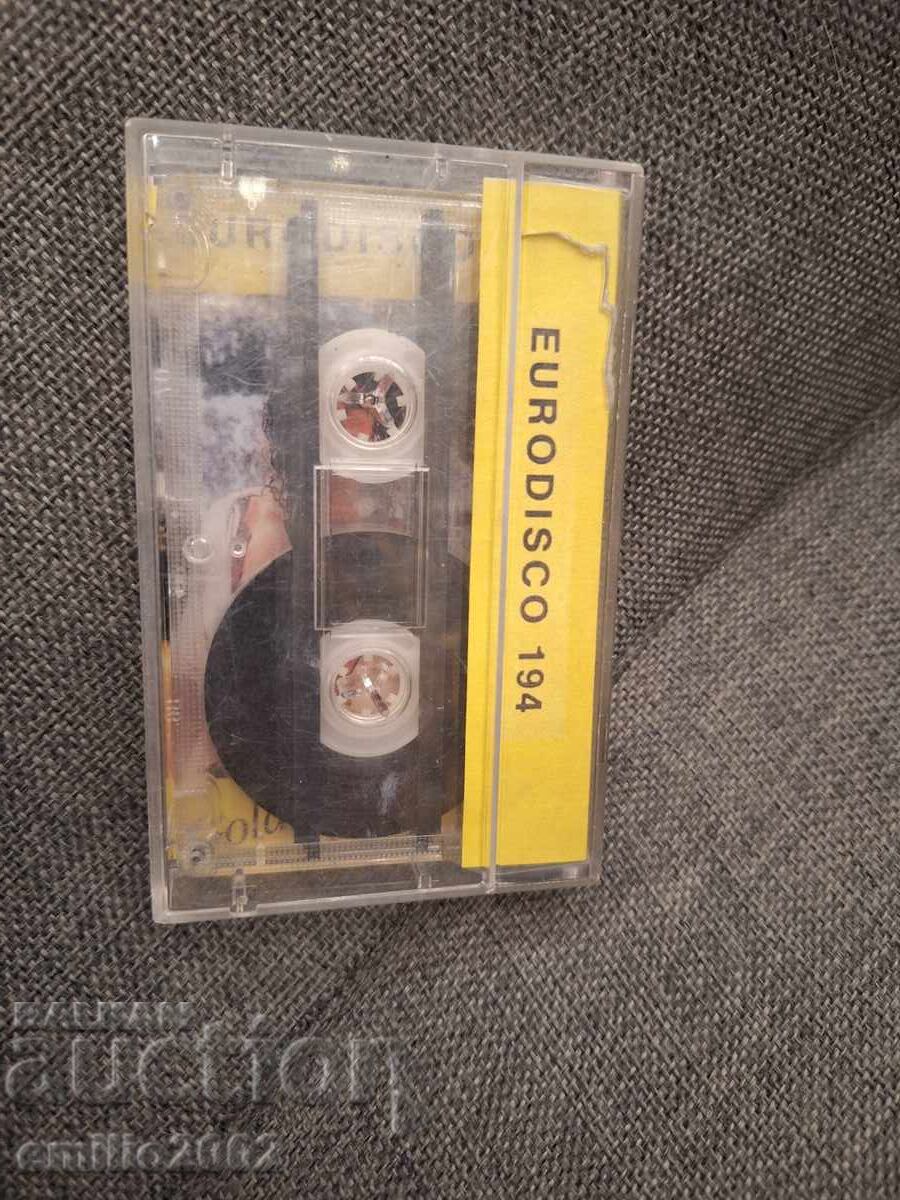 EURODISCO 194
BALKAN
auction
emilio2002